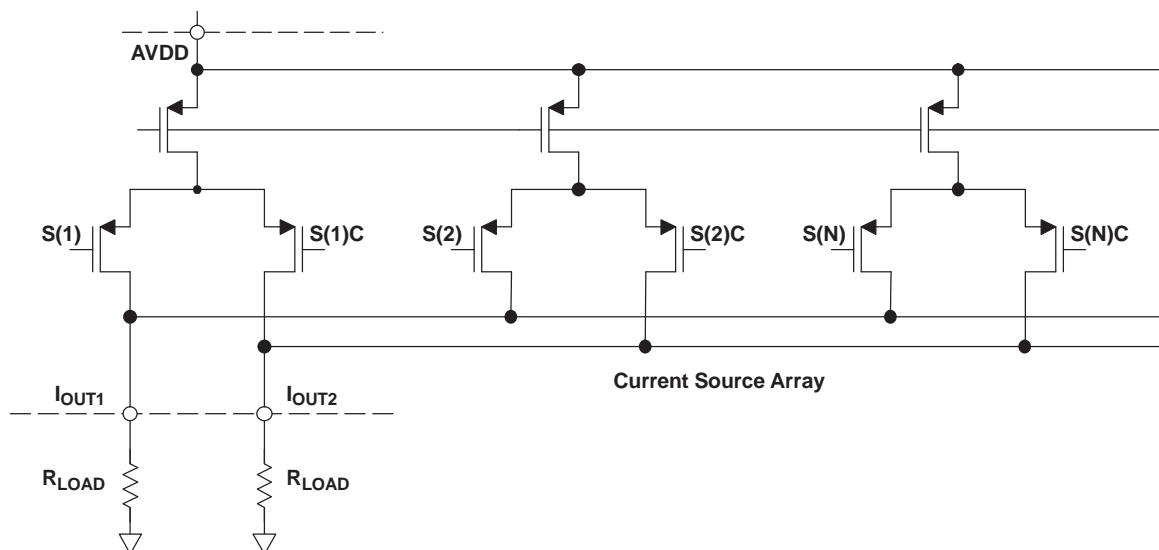 AVDD
S(1)
S(1)C
S(2)
S(2)C
S(N)
S(N)C
Current Source Array
IOUT1
IOUT2
RLOAD
RLOAD